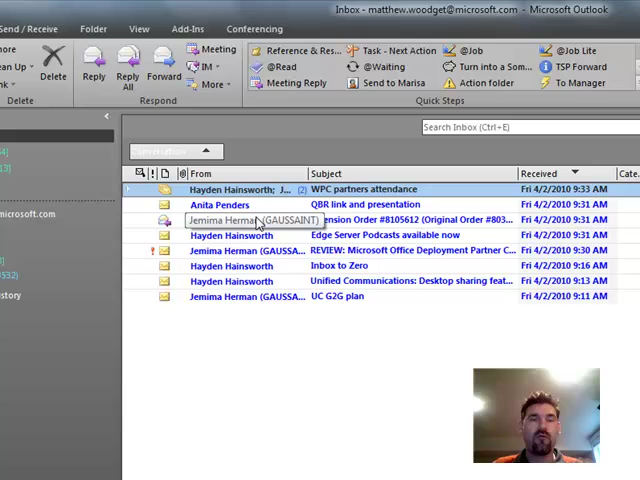 Inbox - matthew.woodget@microsoft.com - Microsoft Outlook
Send / Receive Folder View Add-Ins Conferencing
Delete
Reply
Reply All
Forward
Meeting
IM
More
Delete
Respond
Reference & Res...
Task - Next Action
@Job
@Job Lite
@Read
@Waiting
Turn into a Som...
TSP Forward
Meeting Reply
Send to Marisa
Action folder
To Manager
Quick Steps
Search Inbox (Ctrl+E)
From Subject Received Cate...
Hayden Hainsworth; J... (2) WPC partners attendance Fri 4/2/2010 9:33 AM
Anita Penders QBR link and presentation Fri 4/2/2010 9:31 AM
Jemima Herman (GAUSSAINT) ension Order #8105612 (Original Order #803... Fri 4/2/2010 9:31 AM
Hayden Hainsworth Edge Server Podcasts available now Fri 4/2/2010 9:31 AM
Jemima Herman (GAUSSA... REVIEW: Microsoft Office Deployment Partner C... Fri 4/2/2010 9:30 AM
Hayden Hainsworth Inbox to Zero Fri 4/2/2010 9:16 AM
Hayden Hainsworth Unified Communications: Desktop sharing feat... Fri 4/2/2010 9:13 AM
Jemima Herman (GAUSSA... UC G2G plan Fri 4/2/2010 9:11 AM